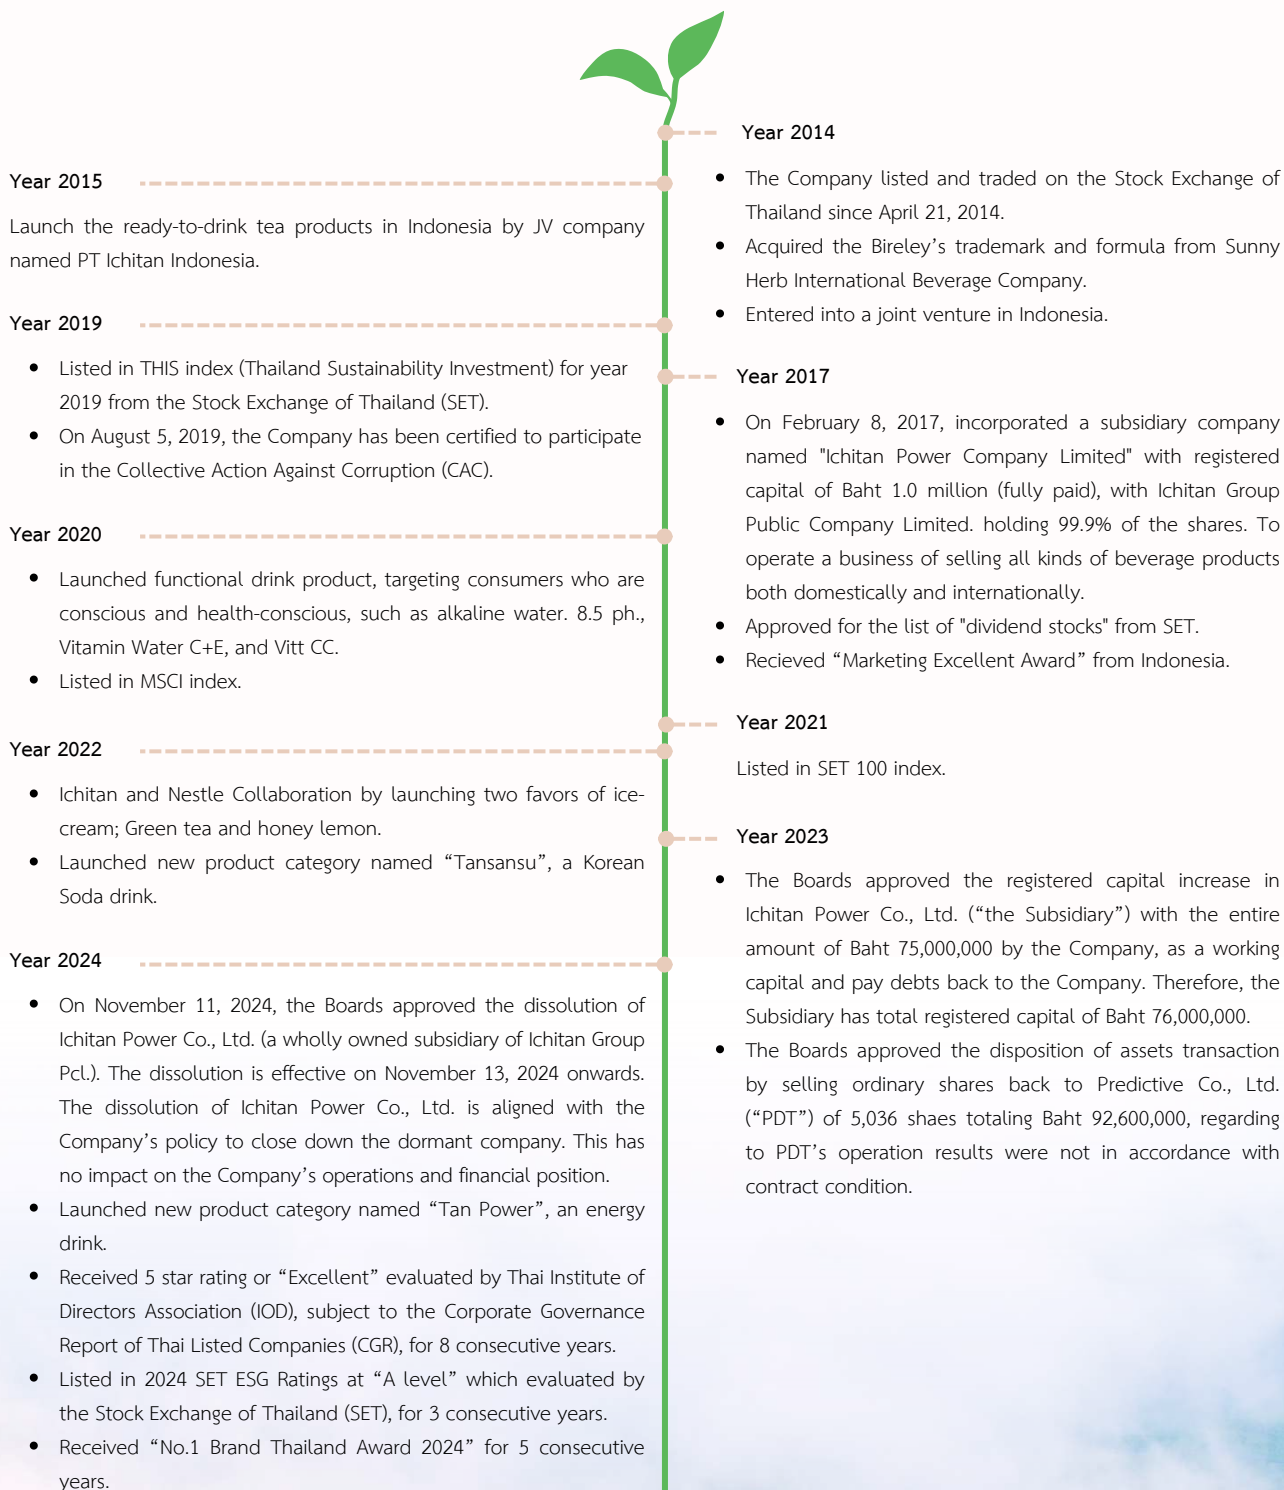 Year 2014
• The Company listed and traded on the Stock Exchange of
Thailand since April 21, 2014.
• Acquired the Bireley’s trademark and formula from Sunny
Herb International Beverage Company.
• Entered into a joint venture in Indonesia.
Year 2015
Launch the ready-to-drink tea products in Indonesia by JV company
named PT Ichitan Indonesia.
Year 2017
• On February 8, 2017, incorporated a subsidiary company
named "Ichitan Power Company Limited" with registered
capital of Baht 1.0 million (fully paid), with Ichitan Group
Public Company Limited. holding 99.9% of the shares. To
operate a business of selling all kinds of beverage products
both domestically and internationally.
• Approved for the list of "dividend stocks" from SET.
• Recieved “Marketing Excellent Award” from Indonesia.
Year 2019
• Listed in THIS index (Thailand Sustainability Investment) for year
2019 from the Stock Exchange of Thailand (SET).
• On August 5, 2019, the Company has been certified to participate
in the Collective Action Against Corruption (CAC).
Year 2020
• Launched functional drink product, targeting consumers who are
conscious and health-conscious, such as alkaline water. 8.5 ph.,
Vitamin Water C+E, and Vitt CC.
• Listed in MSCI index.
Year 2021
Listed in SET 100 index.
Year 2022
• Ichitan and Nestle Collaboration by launching two favors of ice-
cream; Green tea and honey lemon.
• Launched new product category named “Tansansu”, a Korean
Soda drink.
Year 2023
• The Boards approved the registered capital increase in
Ichitan Power Co., Ltd. (“the Subsidiary”) with the entire
amount of Baht 75,000,000 by the Company, as a working
capital and pay debts back to the Company. Therefore, the
Subsidiary has total registered capital of Baht 76,000,000.
• The Boards approved the disposition of assets transaction
by selling ordinary shares back to Predictive Co., Ltd.
(“PDT”) of 5,036 shaes totaling Baht 92,600,000, regarding
to PDT’s operation results were not in accordance with
contract condition.
Year 2024
• On November 11, 2024, the Boards approved the dissolution of
Ichitan Power Co., Ltd. (a wholly owned subsidiary of Ichitan Group
Pcl.). The dissolution is effective on November 13, 2024 onwards.
The dissolution of Ichitan Power Co., Ltd. is aligned with the
Company’s policy to close down the dormant company. This has
no impact on the Company’s operations and financial position.
• Launched new product category named “Tan Power”, an energy
drink.
• Received 5 star rating or “Excellent” evaluated by Thai Institute of
Directors Association (IOD), subject to the Corporate Governance
Report of Thai Listed Companies (CGR), for 8 consecutive years.
• Listed in 2024 SET ESG Ratings at “A level” which evaluated by
the Stock Exchange of Thailand (SET), for 3 consecutive years.
• Received “No.1 Brand Thailand Award 2024” for 5 consecutive
years.